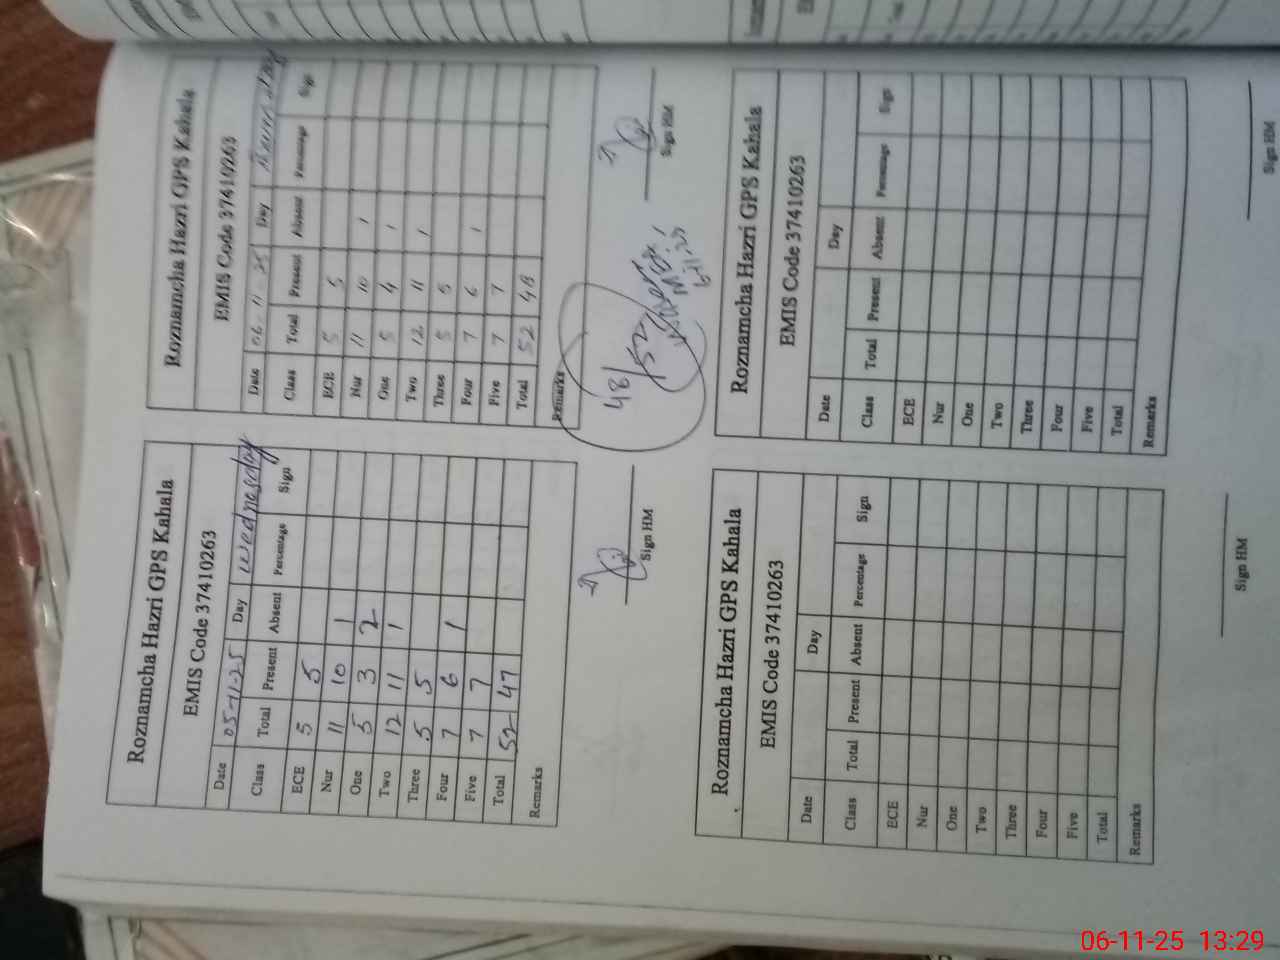 Roznamcha Hazri GPS Kahala
EMIS Code 37410263
Date 05-11-25 Day Wednesday
Class Total Present Absent Percentage Sign
ECE 5 5
Nur 11 10 1
One 5 3 2
Two 12 11 1
Three 5 5
Four 7 6 1
Five 7 7
Total 52 47
Remarks
Sign HM
Roznamcha Hazri GPS Kahala
EMIS Code 37410263
Date 06-11-25 Day Thursday
Class Total Present Absent Percentage Sign
ECE 5 5
Nur 11 10 1
One 5 4 1
Two 12 11 1
Three 5 5
Four 7 6 1
Five 7 7
Total 52 48
Remarks
48/52
6-11-25
Sign HM
Roznamcha Hazri GPS Kahala
EMIS Code 37410263
Date Day
Class Total Present Absent Percentage Sign
ECE
Nur
One
Two
Three
Four
Five
Total
Remarks
Sign HM
Roznamcha Hazri GPS Kahala
EMIS Code 37410263
Date Day
Class Total Present Absent Percentage Sign
ECE
Nur
One
Two
Three
Four
Five
Total
Remarks
Sign HM
06-11-25 13:29